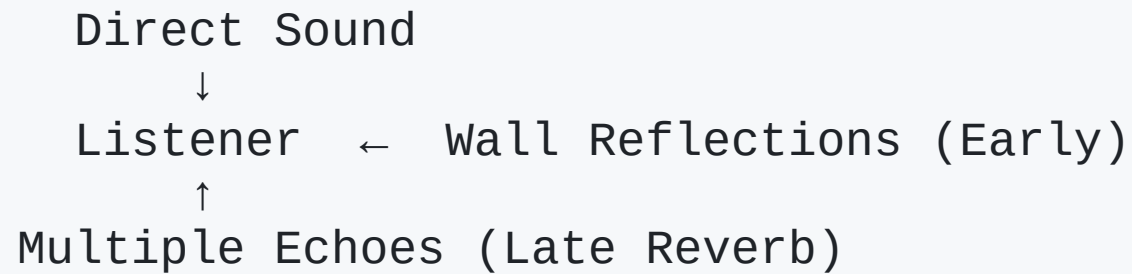 Direct Sound
↓
Listener ← Wall Reflections (Early)
↑
Multiple Echoes (Late Reverb)